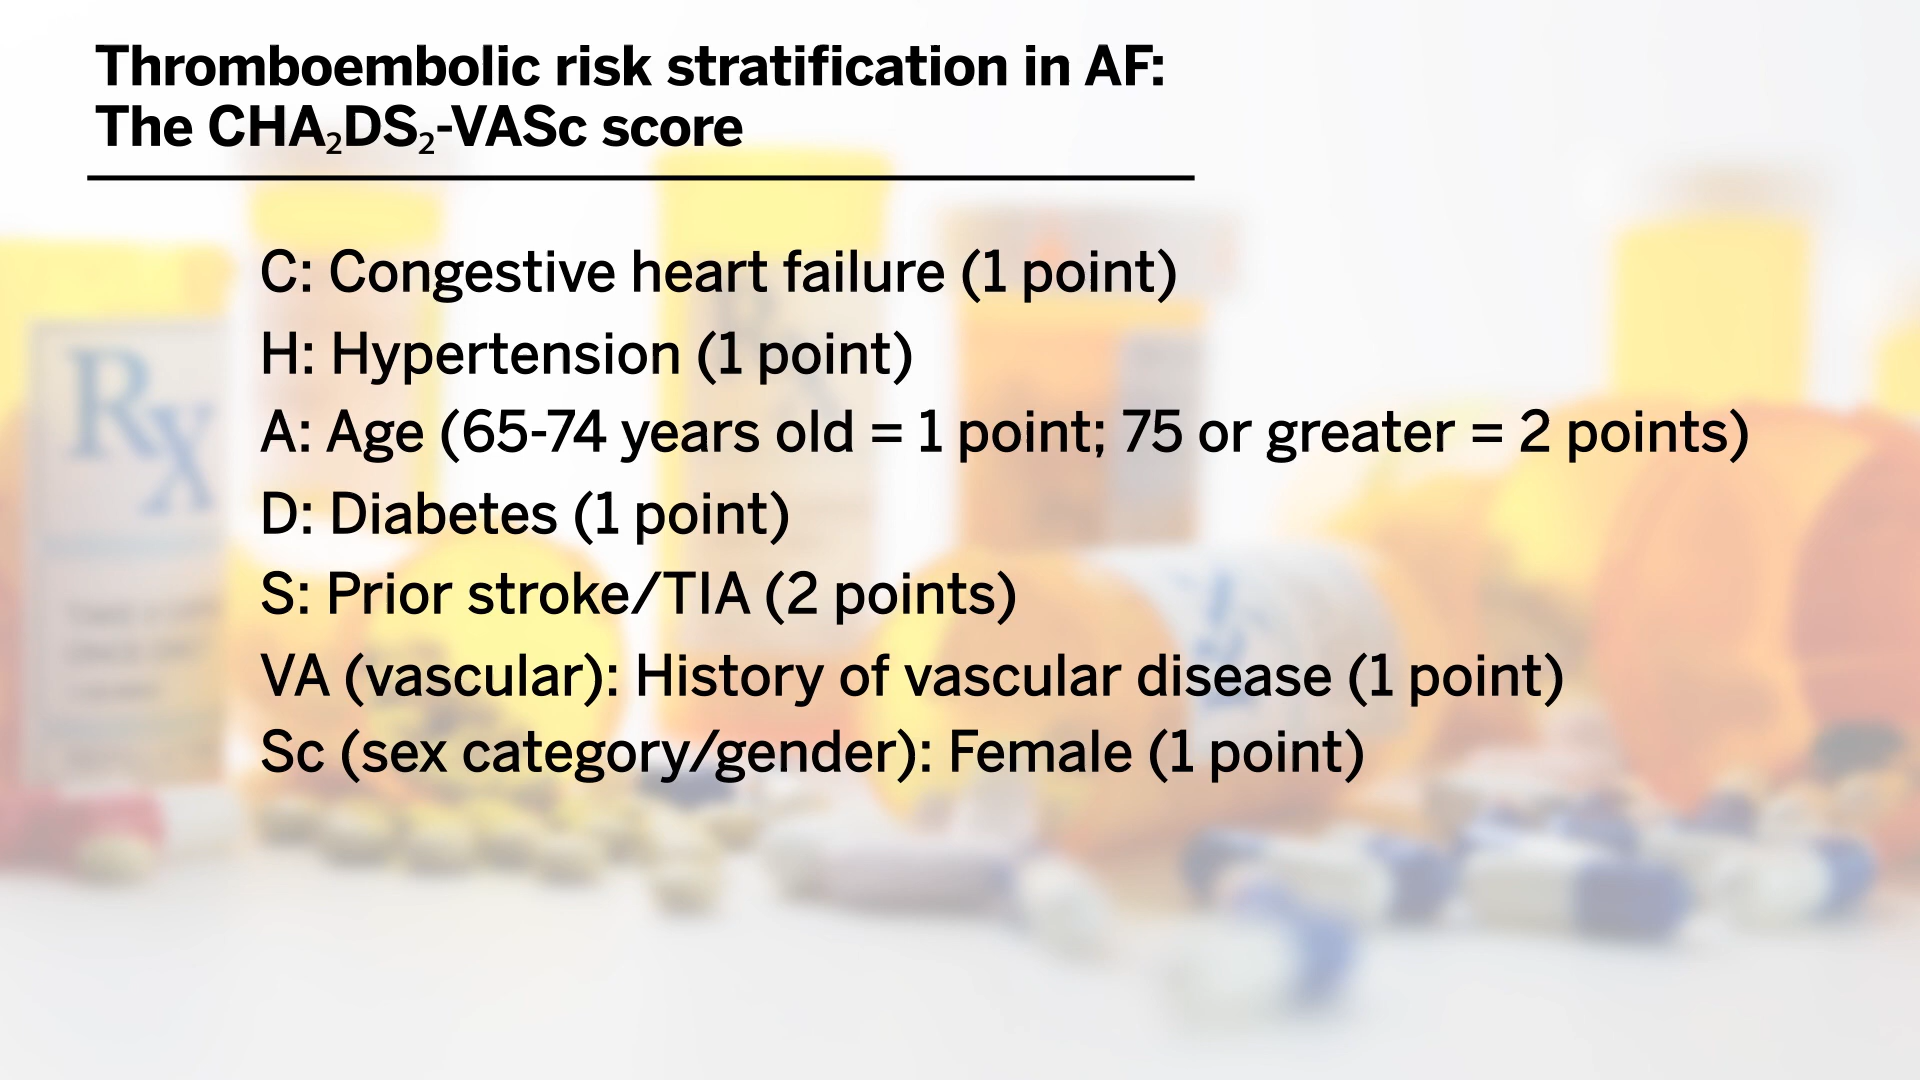 Thromboembolic risk stratification in AF:
The CHA₂DS₂-VASc score
C: Congestive heart failure (1 point)
H: Hypertension (1 point)
A: Age (65-74 years old = 1 point; 75 or greater = 2 points)
D: Diabetes (1 point)
S: Prior stroke/TIA (2 points)
VA (vascular): History of vascular disease (1 point)
Sc (sex category/gender): Female (1 point)
Rx